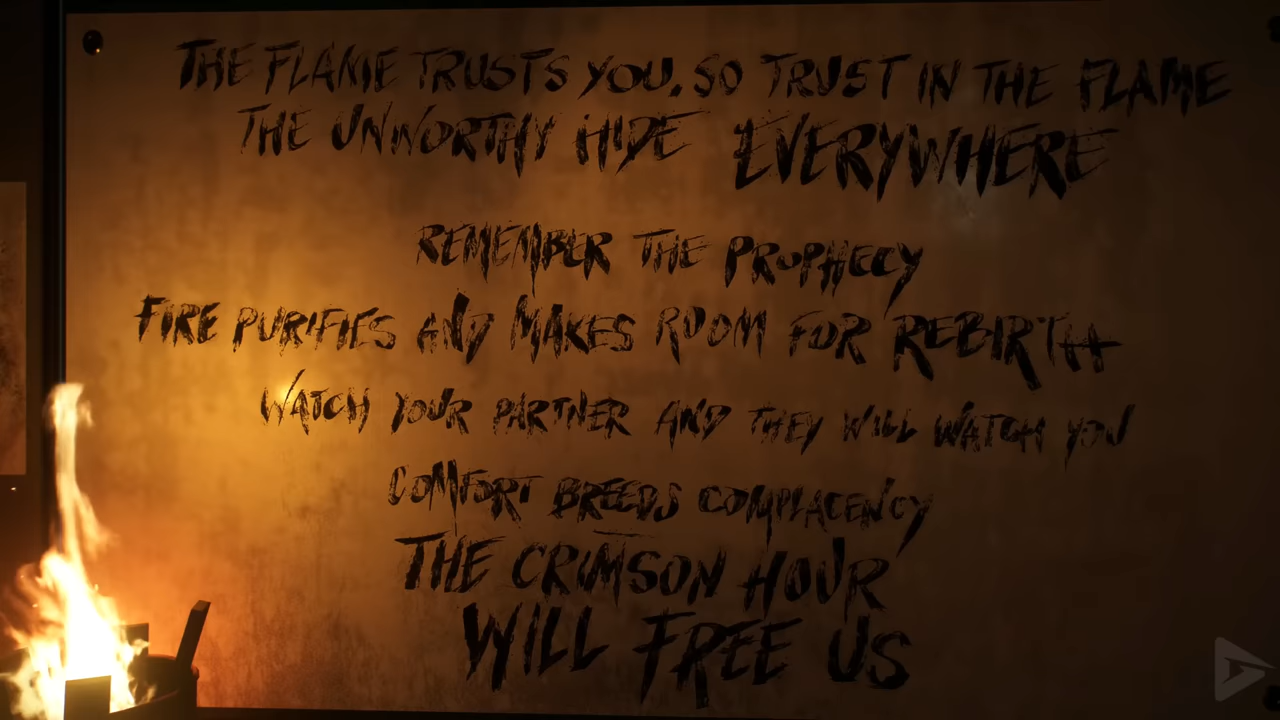 THE FLAME TRUSTS YOU, SO TRUST IN THE FLAME
THE UNWORTHY HIDE EVERYWHERE
REMEMBER THE PROPHECY
FIRE PURIFIES AND MAKES ROOM FOR REBIRTH
WATCH YOUR PARTNER AND THEY WILL WATCH YOU
COMFORT BREEDS COMPLACENCY
THE CRIMSON HOUR
WILL FREE US